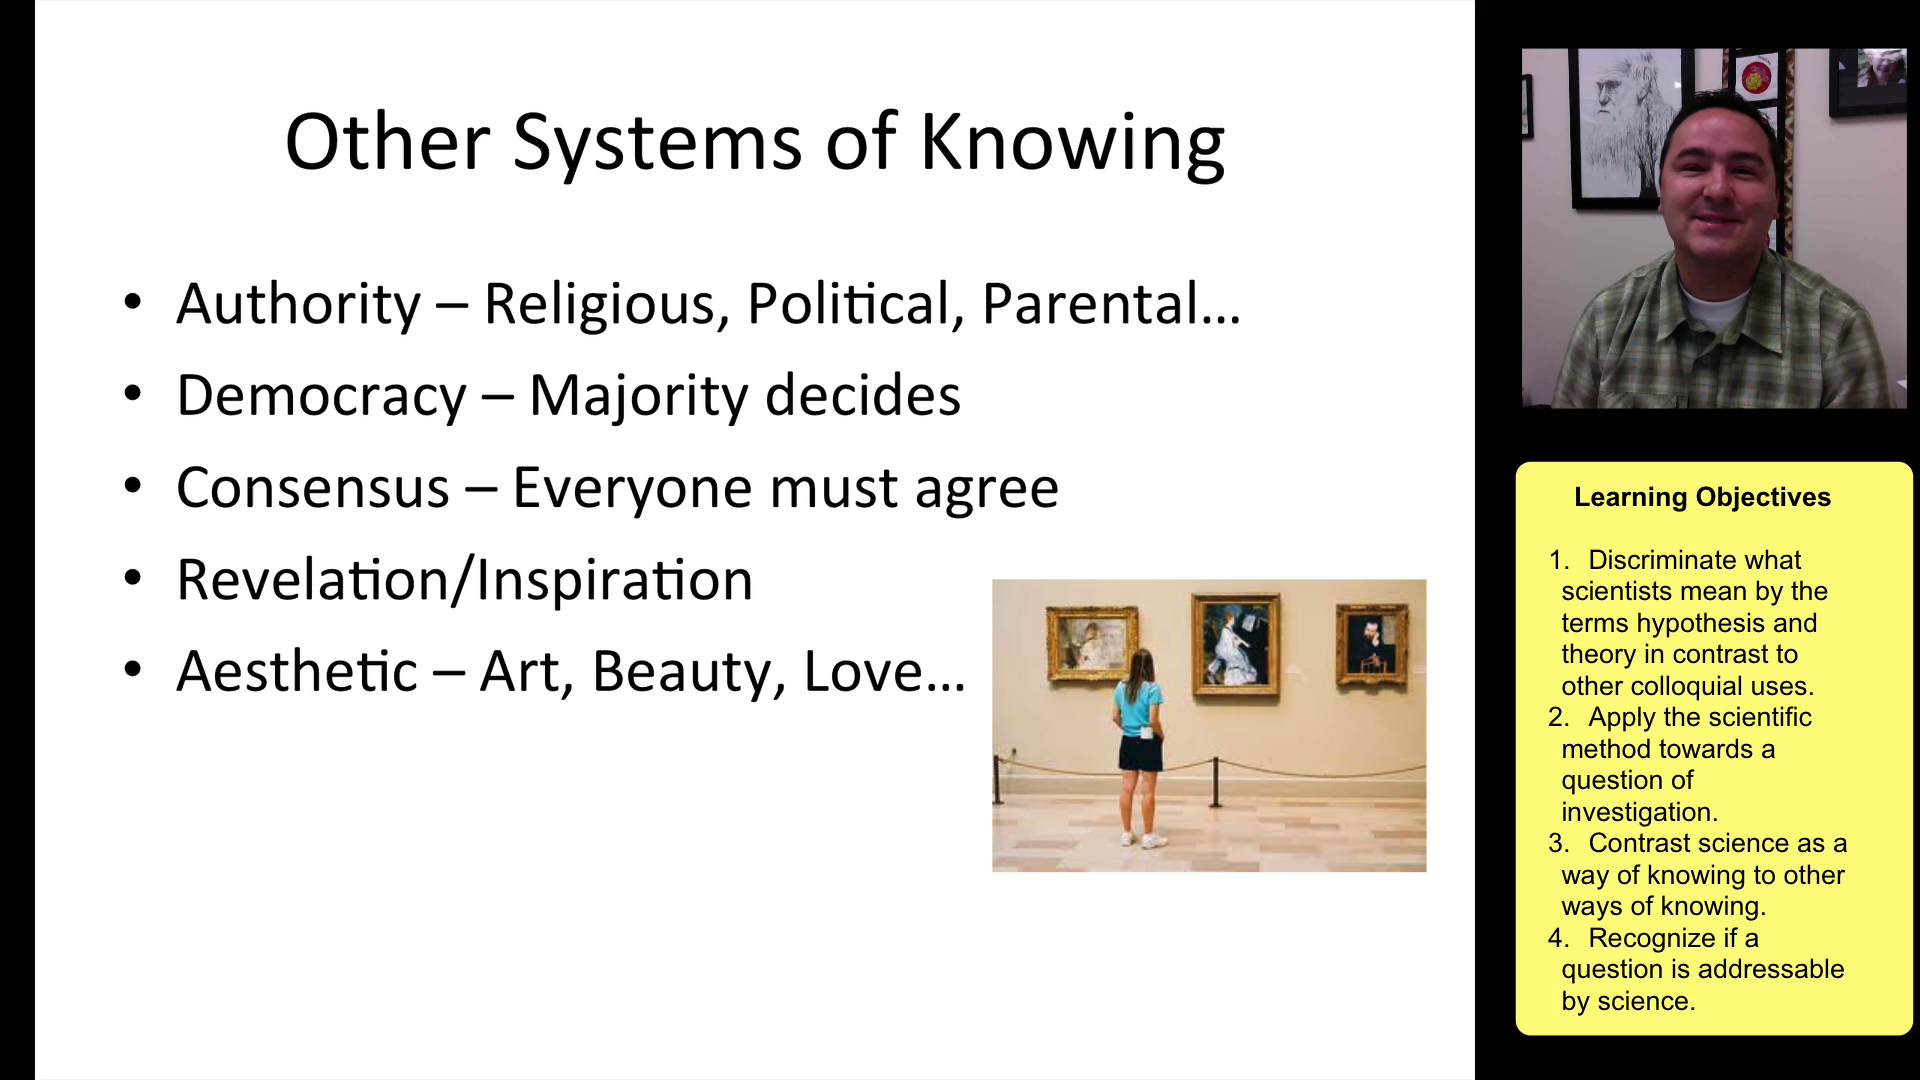 Other Systems of Knowing
• Authority – Religious, Political, Parental...
• Democracy – Majority decides
• Consensus – Everyone must agree
• Revelation/Inspiration
• Aesthetic – Art, Beauty, Love...
Learning Objectives
1. Discriminate what
scientists mean by the
terms hypothesis and
theory in contrast to
other colloquial uses.
2. Apply the scientific
method towards a
question of
investigation.
3. Contrast science as a
way of knowing to other
ways of knowing.
4. Recognize if a
question is addressable
by science.